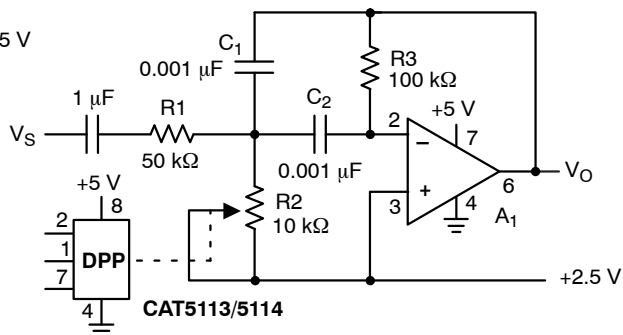 5 V
C1
0.001 µF
R3
100 kΩ
1 µF
R1
C2
+5 V
VS
50 kΩ
0.001 µF
2
–
7
6
VO
+
3
4
A1
R2
10 kΩ
+5 V
8
2
1
7
DPP
4
CAT5113/5114
+2.5 V